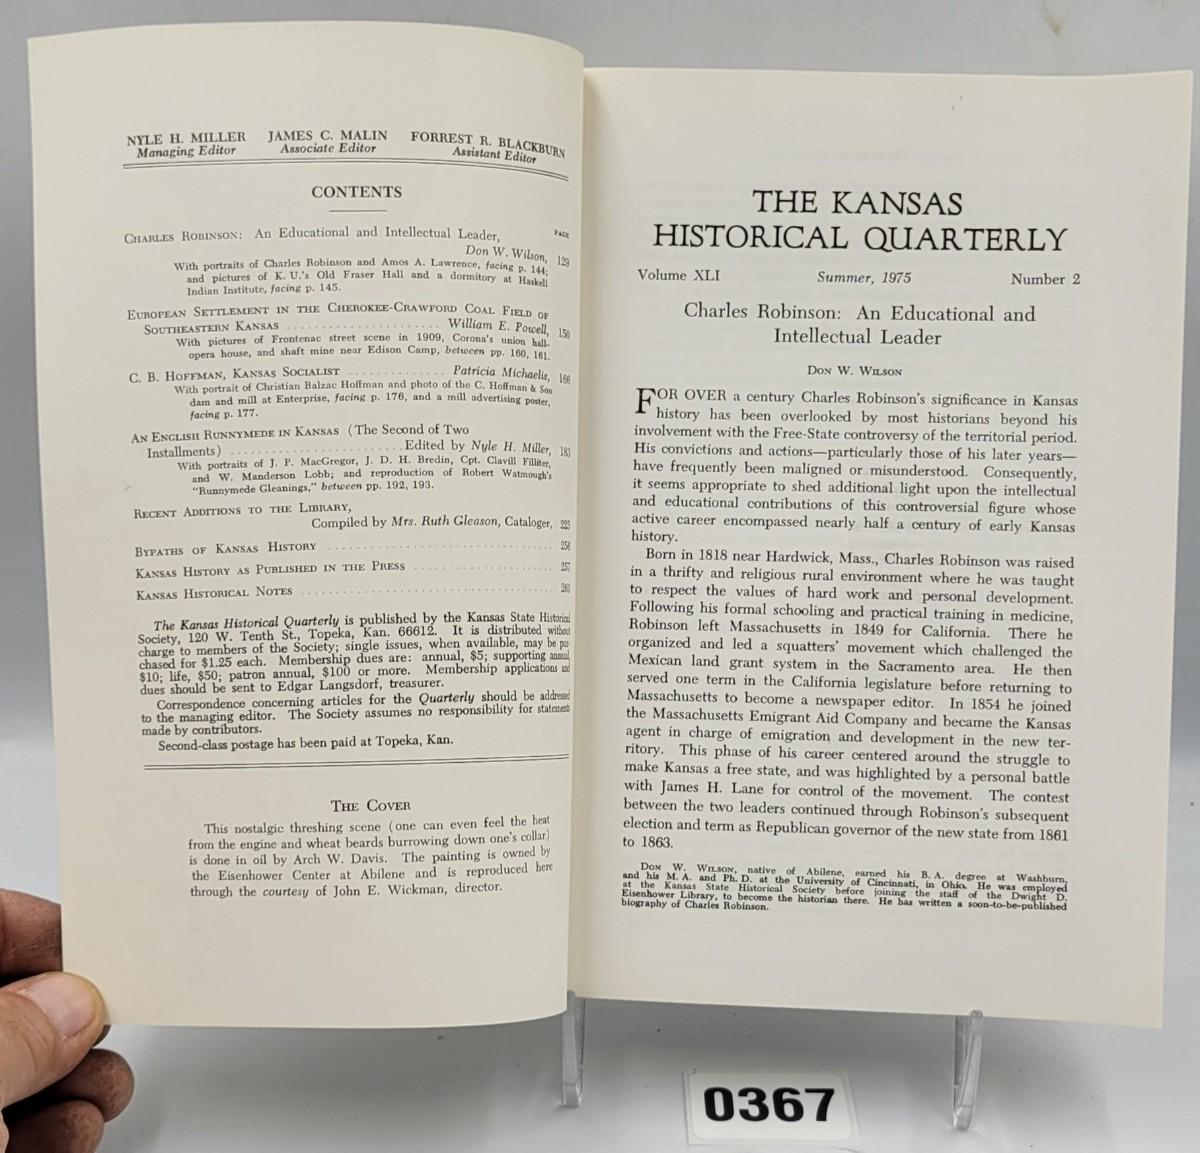 NYLE H. MILLER JAMES C. MALIN FORREST R. BLACKBURN
Managing Editor Associate Editor Assistant Editor
CONTENTS
PAGE
CHARLES ROBINSON: An Educational and Intellectual Leader,
Don W. Wilson, 129
With portraits of Charles Robinson and Amos A. Lawrence, facing p. 144;
and pictures of K. U.'s Old Fraser Hall and a dormitory at Haskell
Indian Institute, facing p. 145.
EUROPEAN SETTLEMENT IN THE CHEROKEE-CRAWFORD COAL FIELD OF
SOUTHEASTERN KANSAS ........................ William E. Powell, 150
With pictures of Frontenac street scene in 1909, Corona's union hall-
opera house, and shaft mine near Edison Camp, between pp. 160, 161.
C. B. HOFFMAN, KANSAS SOCIALIST ............... Patricia Michaelis, 166
With portrait of Christian Balzac Hoffman and photo of the C. Hoffman & Son
dam and mill at Enterprise, facing p. 176, and a mill advertising poster,
facing p. 177.
AN ENGLISH RUNNYMEDE IN KANSAS (The Second of Two
Installments) ........................... Edited by Nyle H. Miller, 183
With portraits of J. P. MacGregor, J. D. H. Bredin, Cpt. Clavill Filliter,
and W. Manderson Lobb; and reproduction of Robert Watmough's
"Runnymede Gleanings," between pp. 192, 193.
RECENT ADDITIONS TO THE LIBRARY,
Compiled by Mrs. Ruth Gleason, Cataloger, 225
BYPATHS OF KANSAS HISTORY ................................ 256
KANSAS HISTORY AS PUBLISHED IN THE PRESS .................... 257
KANSAS HISTORICAL NOTES ................................... 261
The Kansas Historical Quarterly is published by the Kansas State Historical
Society, 120 W. Tenth St., Topeka, Kan. 66612. It is distributed without
charge to members of the Society; single issues, when available, may be pur-
chased for $1.25 each. Membership dues are: annual, $5; supporting annual,
$10; life, $50; patron annual, $100 or more. Membership applications and
dues should be sent to Edgar Langsdorf, treasurer.
Correspondence concerning articles for the Quarterly should be addressed
to the managing editor. The Society assumes no responsibility for statements
made by contributors.
Second-class postage has been paid at Topeka, Kan.
THE COVER
This nostalgic threshing scene (one can even feel the heat
from the engine and wheat beards burrowing down one's collar)
is done in oil by Arch W. Davis. The painting is owned by
the Eisenhower Center at Abilene and is reproduced here
through the courtesy of John E. Wickman, director.
THE KANSAS
HISTORICAL QUARTERLY
Volume XLI Summer, 1975 Number 2
Charles Robinson: An Educational and
Intellectual Leader
DON W. WILSON
FOR OVER a century Charles Robinson's significance in Kansas
history has been overlooked by most historians beyond his
involvement with the Free-State controversy of the territorial period.
His convictions and actions—particularly those of his later years—
have frequently been maligned or misunderstood. Consequently,
it seems appropriate to shed additional light upon the intellectual
and educational contributions of this controversial figure whose
active career encompassed nearly half a century of early Kansas
history.
Born in 1818 near Hardwick, Mass., Charles Robinson was raised
in a thrifty and religious rural environment where he was taught
to respect the values of hard work and personal development.
Following his formal schooling and practical training in medicine,
Robinson left Massachusetts in 1849 for California. There he
organized and led a squatters' movement which challenged the
Mexican land grant system in the Sacramento area. He then
served one term in the California legislature before returning to
Massachusetts to become a newspaper editor. In 1854 he joined
the Massachusetts Emigrant Aid Company and became the Kansas
agent in charge of emigration and development in the new ter-
ritory. This phase of his career centered around the struggle to
make Kansas a free state, and was highlighted by a personal battle
with James H. Lane for control of the movement. The contest
between the two leaders continued through Robinson's subsequent
election and term as Republican governor of the new state from 1861
to 1863.
DON W. WILSON, native of Abilene, earned his B. A. degree at Washburn,
and his M. A. and Ph. D. at the University of Cincinnati, in Ohio. He was employed
at the Kansas State Historical Society before joining the staff of the Dwight D.
Eisenhower Library, to become the historian there. He has written a soon-to-be-published
biography of Charles Robinson.
0367